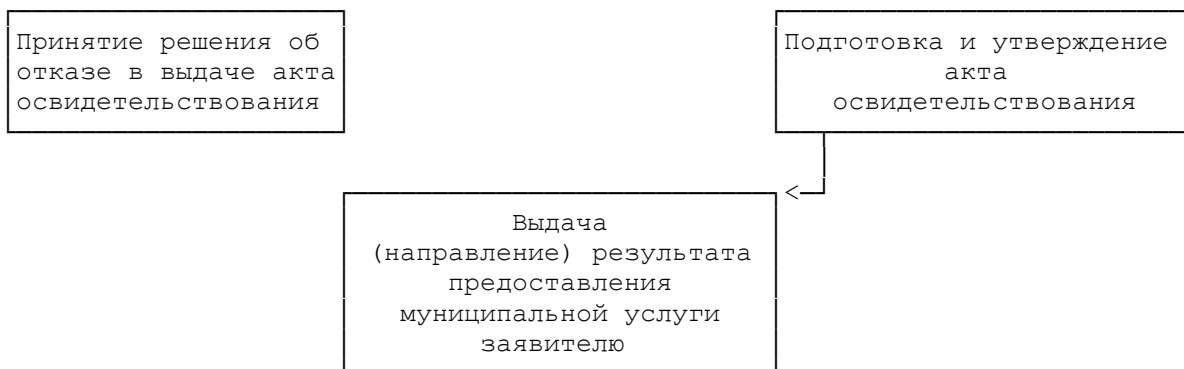 Принятие решения об
отказе в выдаче акта
освидетельствования
Подготовка и утверждение
акта
освидетельствования
Выдача
(направление) результата
предоставления
муниципальной услуги
заявителю